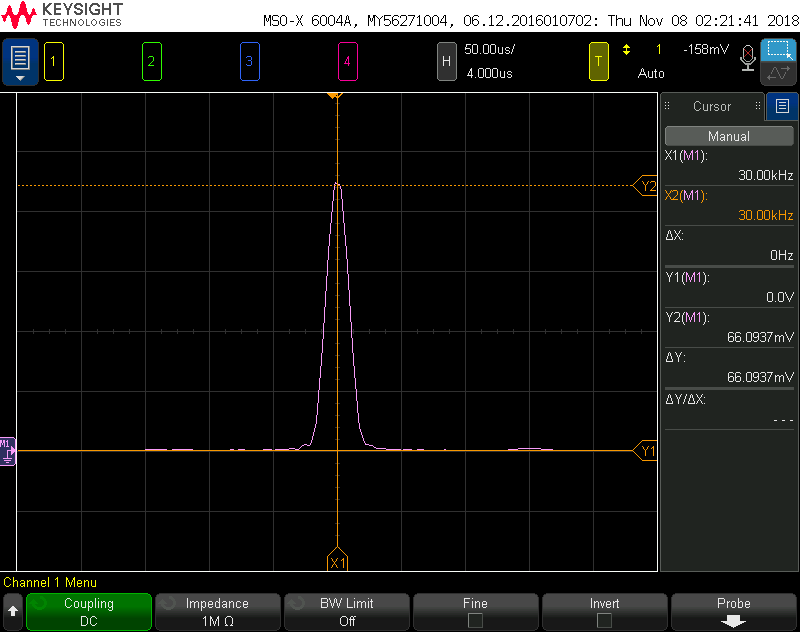 KEYSIGHT
TECHNOLOGIES
MSO-X 6004A, MY56271004, 06.12.2016010702: Thu Nov 08 02:21:41 2018
1
2
3
4
H
50.00us/
4.000us
T
1
-158mV
Auto
Cursor
Manual
X1(M1):
30.00kHz
X2(M1):
30.00kHz
ΔX:
0Hz
Y1(M1):
0.0V
Y2(M1):
66.0937mV
ΔY:
66.0937mV
ΔY/ΔX:
- - -
Y2
M1
Y1
X1
Channel 1 Menu
Coupling
DC
Impedance
1M Ω
BW Limit
Off
Fine
Invert
Probe